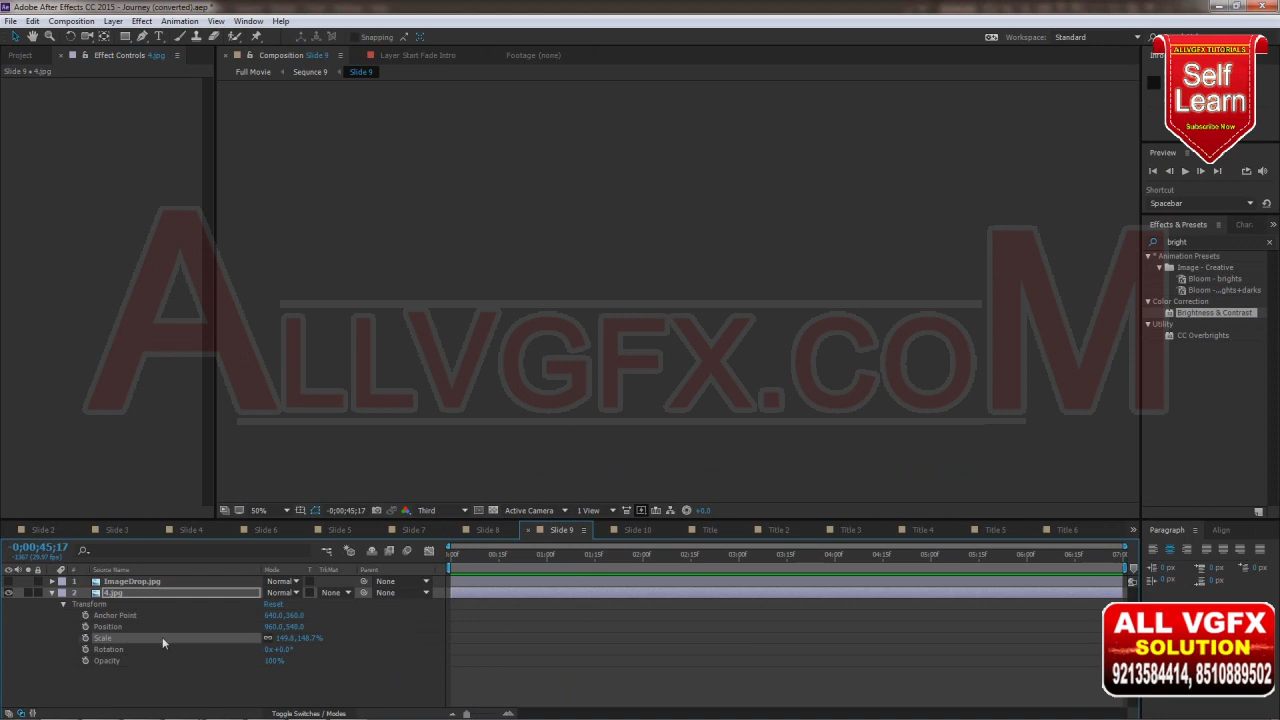 Adobe After Effects CC 2015 - Journey (converted).aep *
File Edit Composition Layer Effect Animation View Window Help
Snapping
Workspace: Standard
Project Effect Controls 4.jpg
Composition Slide 9 Layer Start Fade Intro Footage (none)
Slide 9 • 4.jpg
Full Movie Sequnce 9 Slide 9
ALLVGFX TUTORIALS
Self
Learn
Subscribe Now
Preview
Shortcut
Spacebar
Effects & Presets Char
bright
* Animation Presets
Image - Creative
Bloom - brights
Bloom -...ghts+darks
Color Correction
Brightness & Contrast
Utility
CC Overbrights
ALLVGFX.COM
50% -0;00;45;17 Third Active Camera 1 View +0.0
Slide 2 Slide 3 Slide 4 Slide 6 Slide 5 Slide 7 Slide 8 Slide 9 Slide 10 Title Title 2 Title 3 Title 4 Title 5 Title 6
Paragraph Align
-0;00;45;17
-1367 (29.97 fps)
:00f 00:15f 01:00f 01:15f 02:00f 02:15f 03:00f 03:15f 04:00f 04:15f 05:00f 05:15f 06:00f 06:15f 07:0
# Source Name Mode T TrkMat Parent
1 ImageDrop.jpg Normal None
2 4.jpg Normal None None
Transform Reset
Anchor Point 640.0,360.0
Position 960.0,540.0
Scale 149.8,148.7%
Rotation 0x+0.0°
Opacity 100%
0 px 0 px
0 px 0 px
ALL VGFX
SOLUTION
9213584414, 8510889502
Toggle Switches / Modes